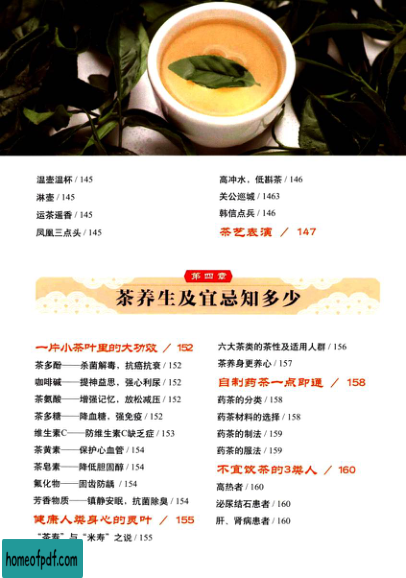 温壶温杯 / 145
淋壶 / 145
运茶遥香 / 145
凤凰三点头 / 145
高冲水，低斟茶 / 146
关公巡城 / 1463
韩信点兵 / 146
茶艺表演 / 147
第四章
茶养生及宜忌知多少
一片小茶叶里的大功效 / 152
茶多酚——杀菌解毒，抗癌抗衰 / 152
咖啡碱——提神益思，强心利尿 / 152
茶氨酸——增强记忆，放松减压 / 152
茶多糖——降血糖，强免疫 / 152
维生素C——防维生素C缺乏症 / 153
茶黄素——保护心血管 / 154
茶皂素——降低胆固醇 / 154
氟化物——固齿防龋 / 154
芳香物质——镇静安眠、抗菌除臭 / 154
健康人类身心的灵叶 / 155
“茶寿”与“米寿”之说 / 155
六大茶类的茶性及适用人群 / 156
茶养身更养心 / 157
自制药茶一点即通 / 158
药茶的分类 / 158
药茶材料的选择 / 158
药茶的制法 / 159
药茶的服法 / 159
不宜饮茶的3类人 / 160
高热者 / 160
泌尿结石患者 / 160
肝、肾病患者 / 160
homeofpdf.com